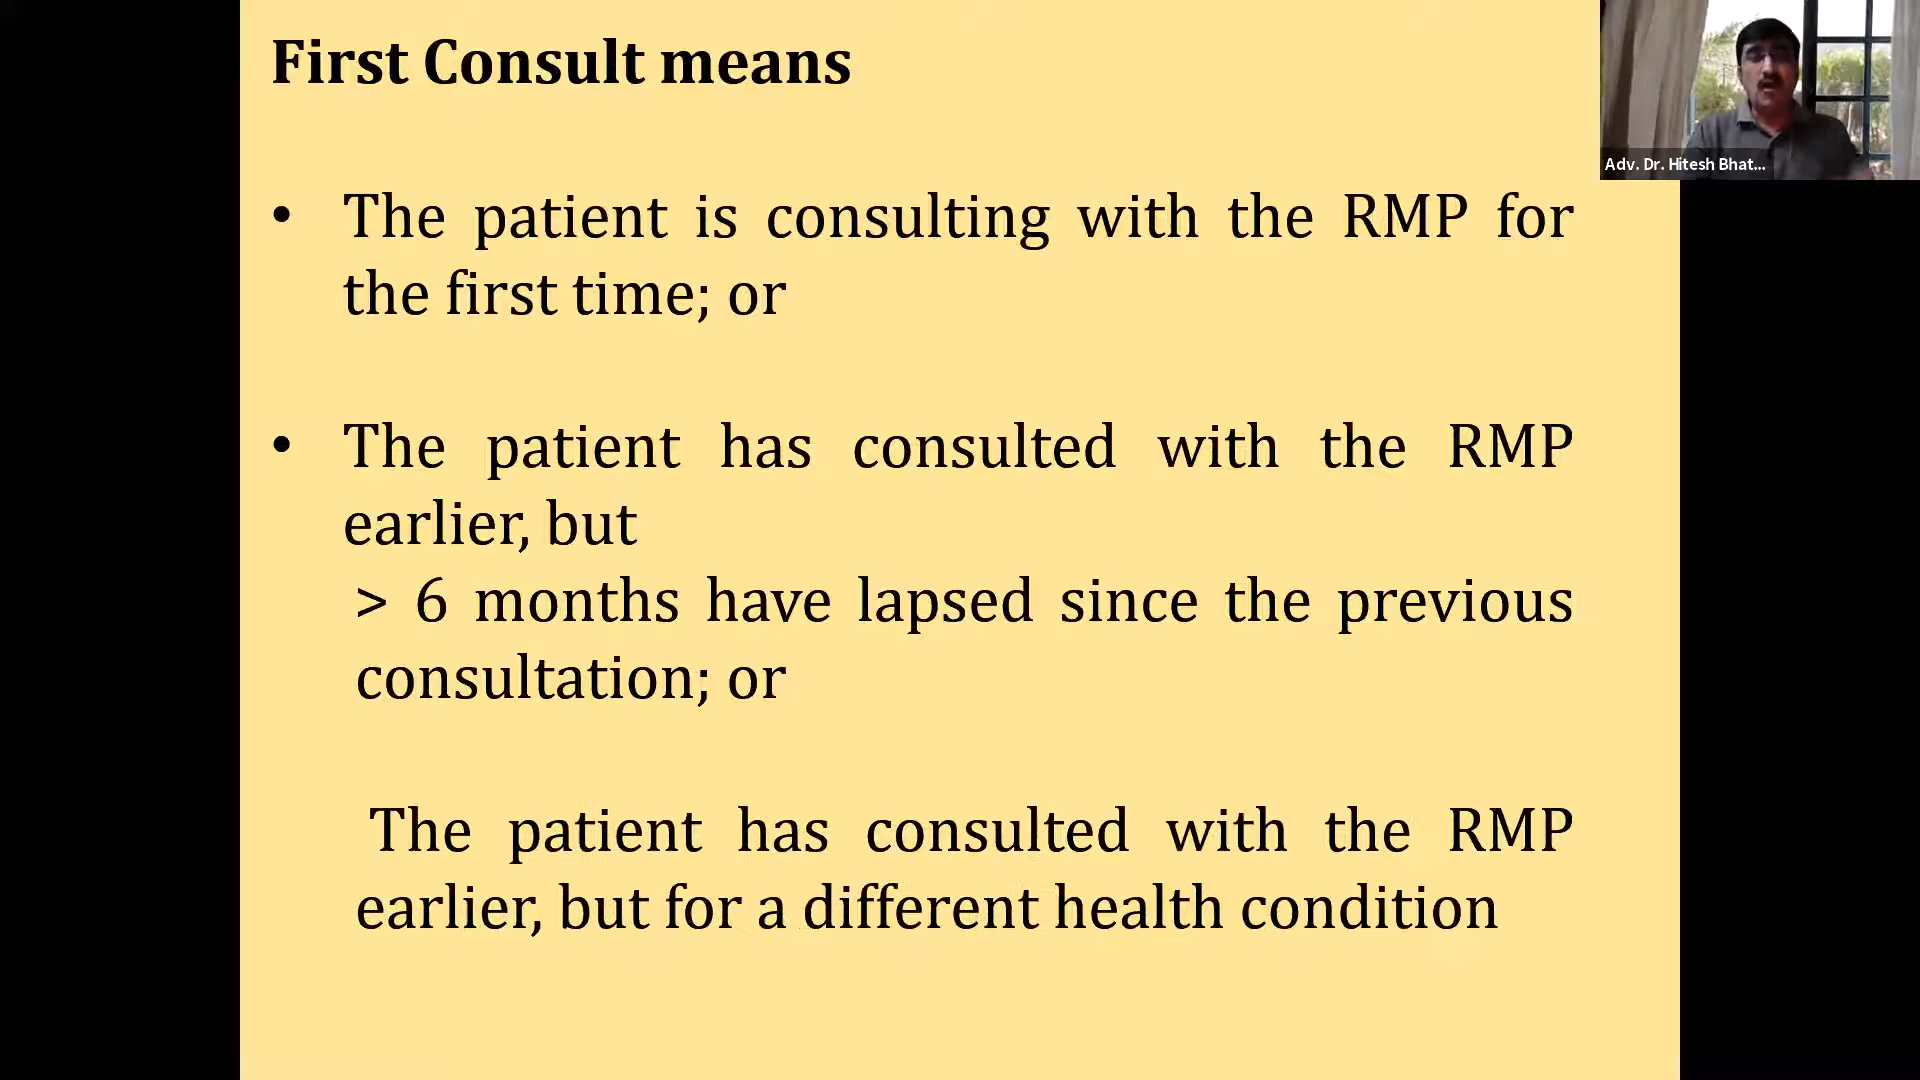 First Consult means
• The patient is consulting with the RMP for
the first time; or
• The patient has consulted with the RMP
earlier, but
> 6 months have lapsed since the previous
consultation; or
The patient has consulted with the RMP
earlier, but for a different health condition
Adv. Dr. Hitesh Bhat...